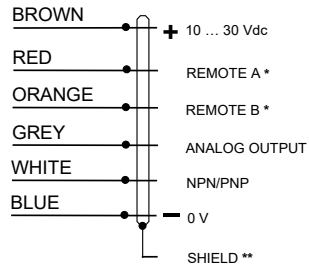 BROWN
+ 10 … 30 Vdc
RED
REMOTE A *
ORANGE
REMOTE B *
GREY
ANALOG OUTPUT
WHITE
NPN/PNP
BLUE
− 0 V
SHIELD **